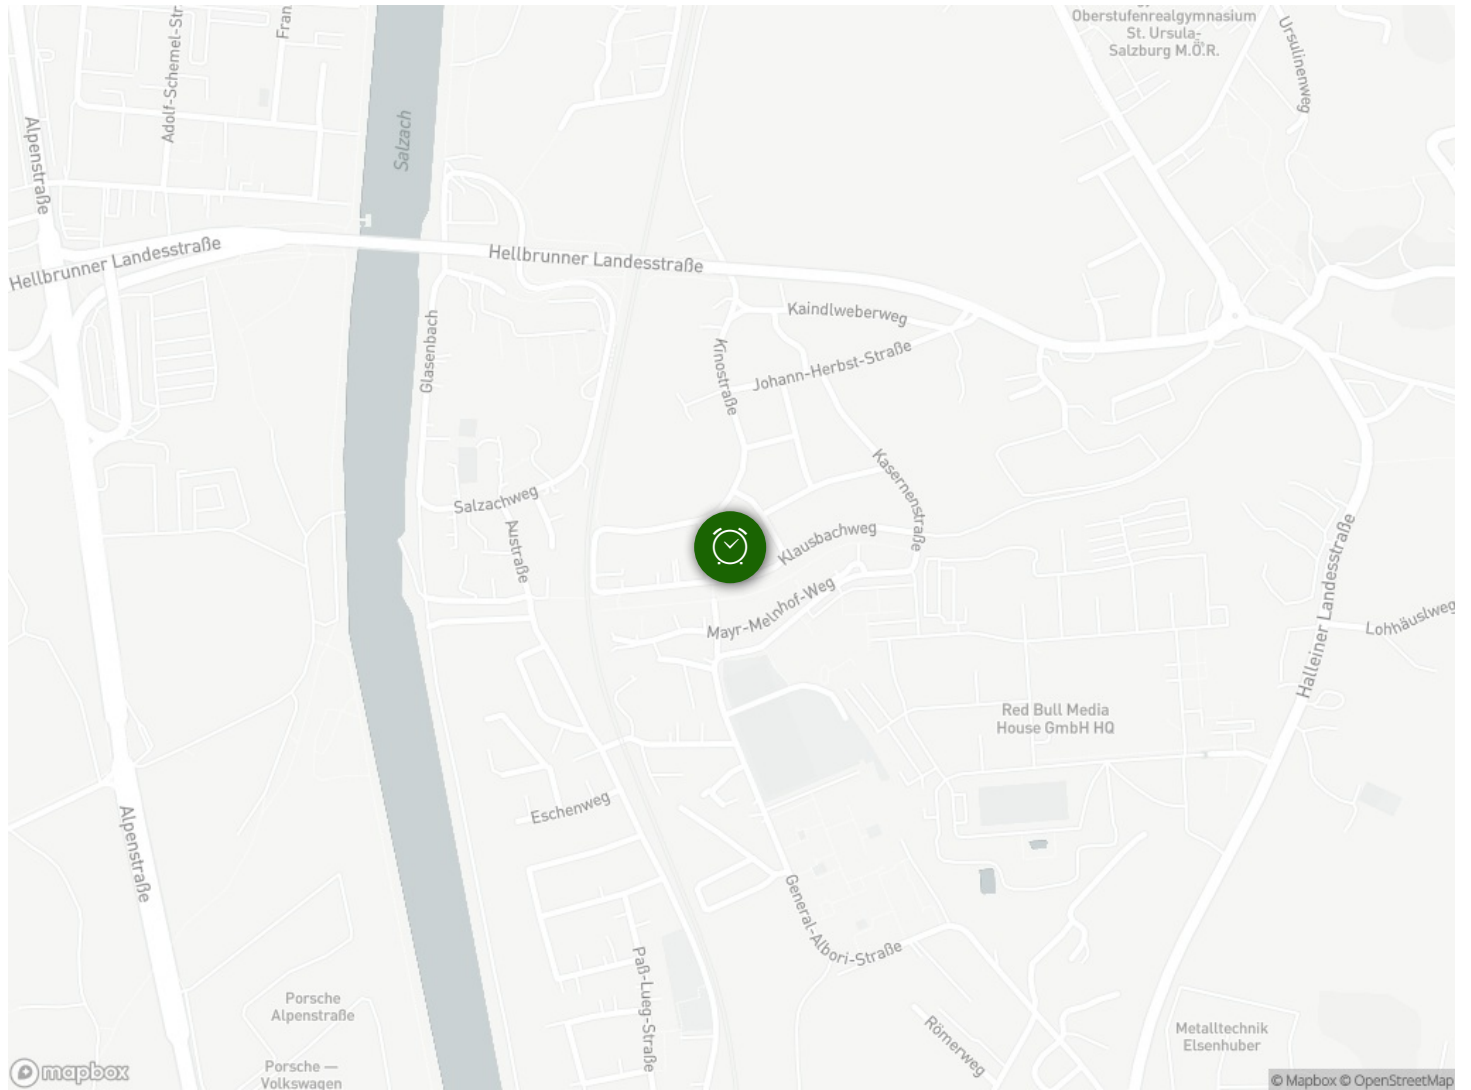 Oberstufenrealgymnasium
St. Ursula-
Salzburg M.Ö.R.
Ursulinenweg
Adolf-Schemel-Str
Fran
Alpenstraße
Salzach
Hellbrunner Landesstraße
Hellbrunner Landesstraße
Kaindlweberweg
Glasenbach
Kinostraße
Johann-Herbst-Straße
Kasernenstraße
Salzachweg
Austraße
Klausbachweg
Mayr-Melnhof-Weg
Halleiner Landesstraße
Lohhäuslweg
Red Bull Media
House GmbH HQ
Eschenweg
Alpenstraße
General-Albori-Straße
Paß-Lueg-Straße
Porsche
Alpenstraße
Römerweg
Metalltechnik
Elsenhuber
Porsche —
Volkswagen
mapbox
© Mapbox © OpenStreetMap